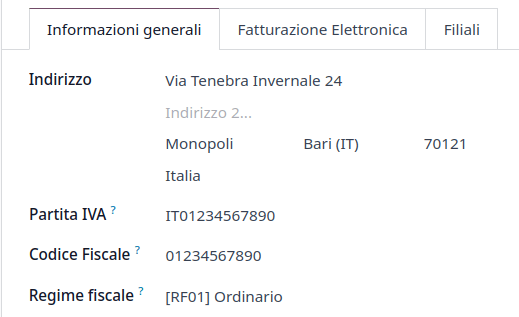 Informazioni generali Fatturazione Elettronica Filiali
Indirizzo Via Tenebra Invernale 24
Indirizzo 2...
Monopoli Bari (IT) 70121
Italia
Partita IVA ? IT01234567890
Codice Fiscale ? 01234567890
Regime fiscale ? [RF01] Ordinario